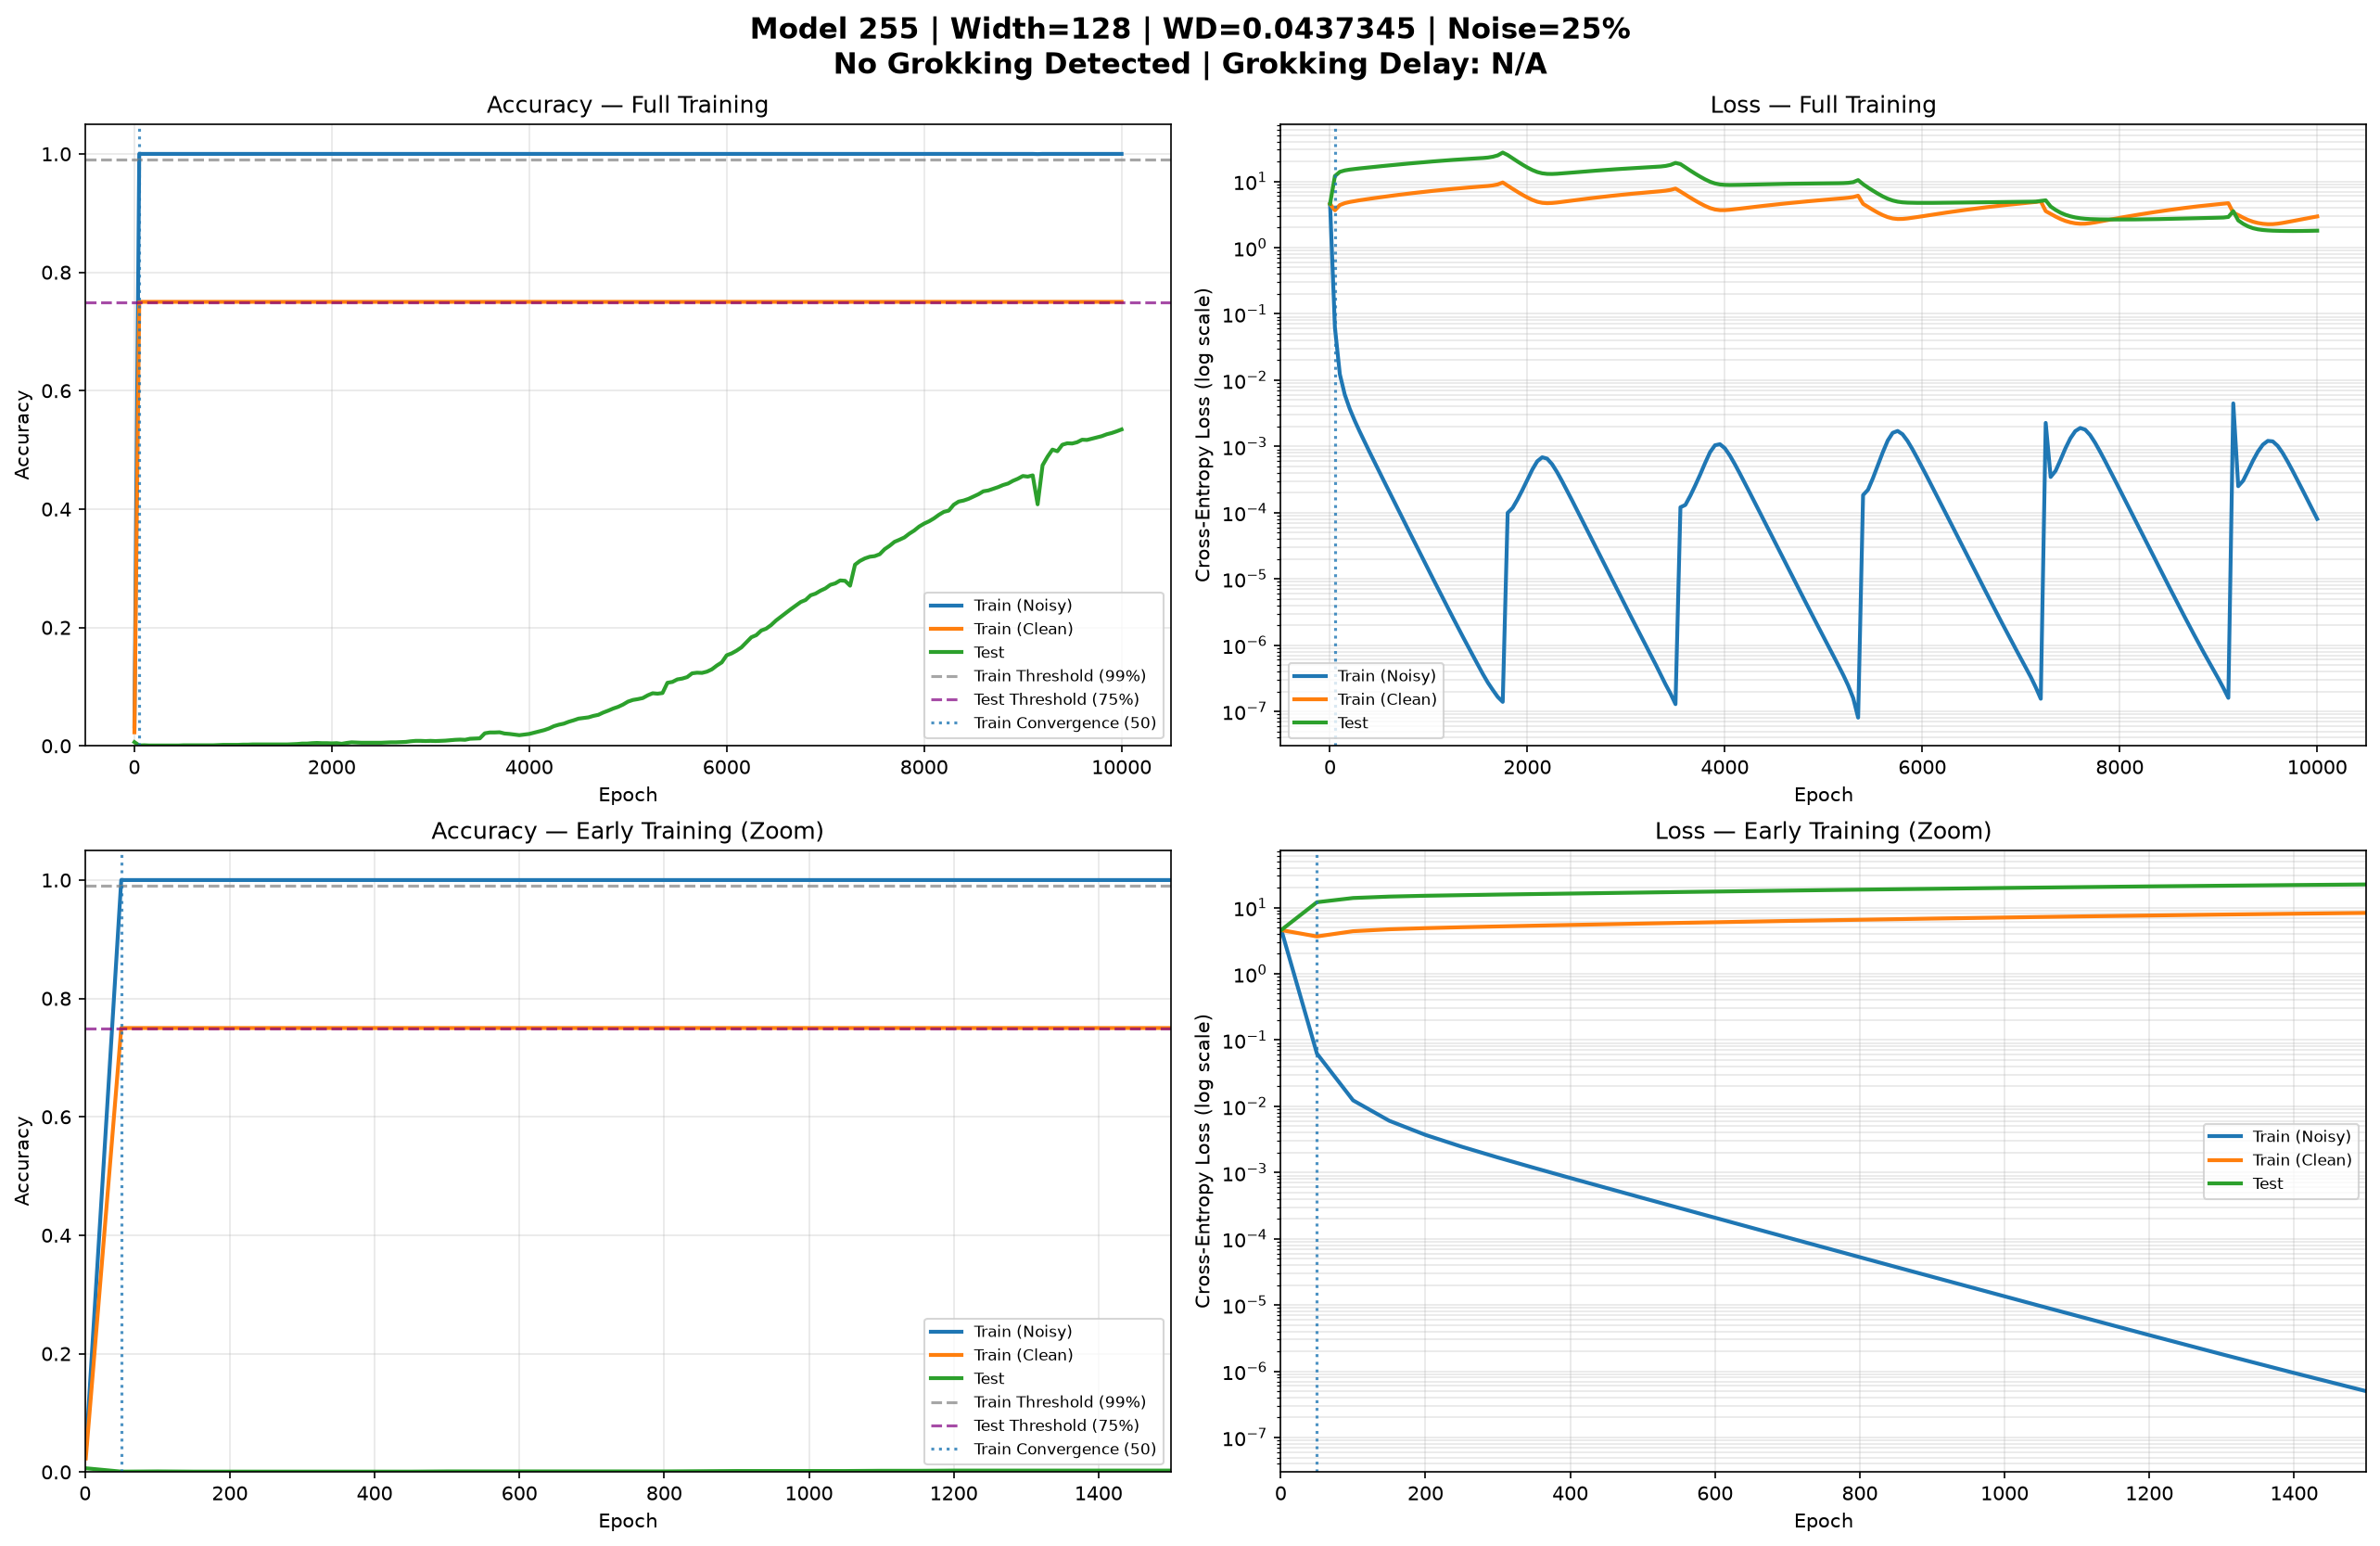 Model 255 | Width=128 | WD=0.0437345 | Noise=25%
No Grokking Detected | Grokking Delay: N/A
Accuracy — Full Training
1.0
0.8
0.6
0.4
0.2
0.0
Accuracy
0 2000 4000 6000 8000 10000
Epoch
Train (Noisy)
Train (Clean)
Test
Train Threshold (99%)
Test Threshold (75%)
Train Convergence (50)
Loss — Full Training
10^1
10^0
10^-1
10^-2
10^-3
10^-4
10^-5
10^-6
10^-7
Cross-Entropy Loss (log scale)
0 2000 4000 6000 8000 10000
Epoch
Train (Noisy)
Train (Clean)
Test
Accuracy — Early Training (Zoom)
1.0
0.8
0.6
0.4
0.2
0.0
Accuracy
0 200 400 600 800 1000 1200 1400
Epoch
Train (Noisy)
Train (Clean)
Test
Train Threshold (99%)
Test Threshold (75%)
Train Convergence (50)
Loss — Early Training (Zoom)
10^1
10^0
10^-1
10^-2
10^-3
10^-4
10^-5
10^-6
10^-7
Cross-Entropy Loss (log scale)
0 200 400 600 800 1000 1200 1400
Epoch
Train (Noisy)
Train (Clean)
Test